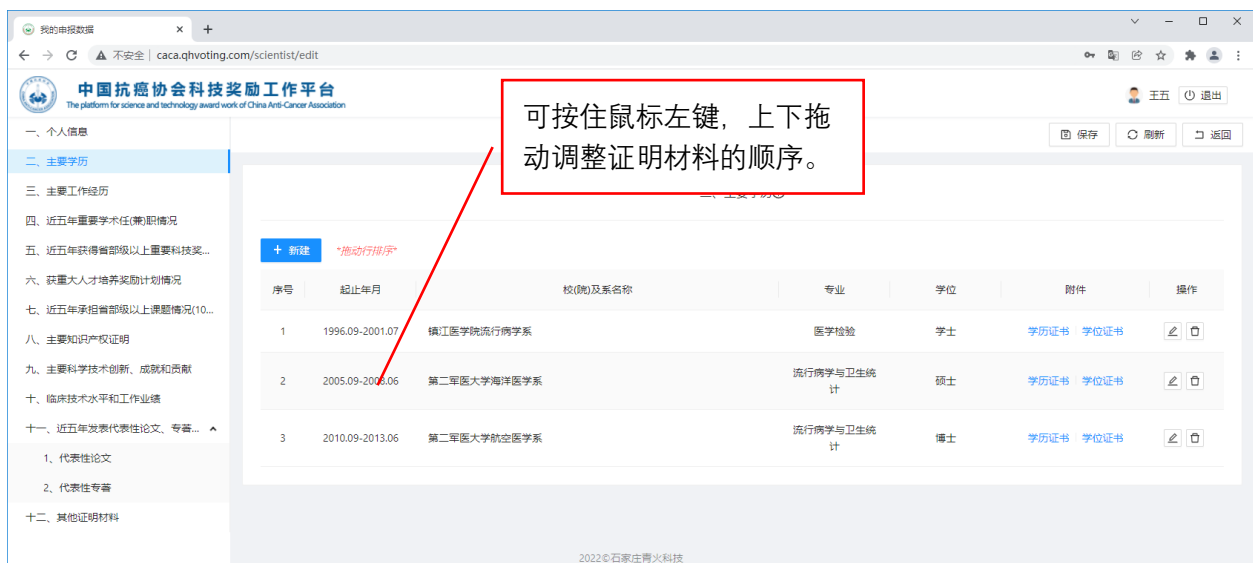 我的申报数据
不安全 | caca.qhvoting.com/scientist/edit
中国抗癌协会科技奖励工作平台
The platform for science and technology award work of China Anti-Cancer Association
王五 退出
可按住鼠标左键，上下拖
动调整证明材料的顺序。
保存 刷新 返回
一、个人信息
二、主要学历
三、主要工作经历
四、近五年重要学术任(兼)职情况
五、近五年获得省部级以上重要科技奖...
六、获重大人才培养奖励计划情况
七、近五年承担省部级以上课题情况(10...
八、主要知识产权证明
九、主要科学技术创新、成就和贡献
十、临床技术水平和工作业绩
十一、近五年发表代表性论文、专著...
1、代表性论文
2、代表性专著
十二、其他证明材料
二、主要学历
+ 新建 *拖动行排序*
序号 起止年月 校(院)及系名称 专业 学位 附件 操作
1 1996.09-2001.07 镇江医学院流行病学系 医学检验 学士 学历证书 学位证书
2 2005.09-2008.06 第二军医大学海洋医学系 流行病学与卫生统计 硕士 学历证书 学位证书
3 2010.09-2013.06 第二军医大学航空医学系 流行病学与卫生统计 博士 学历证书 学位证书
2022©石家庄青火科技